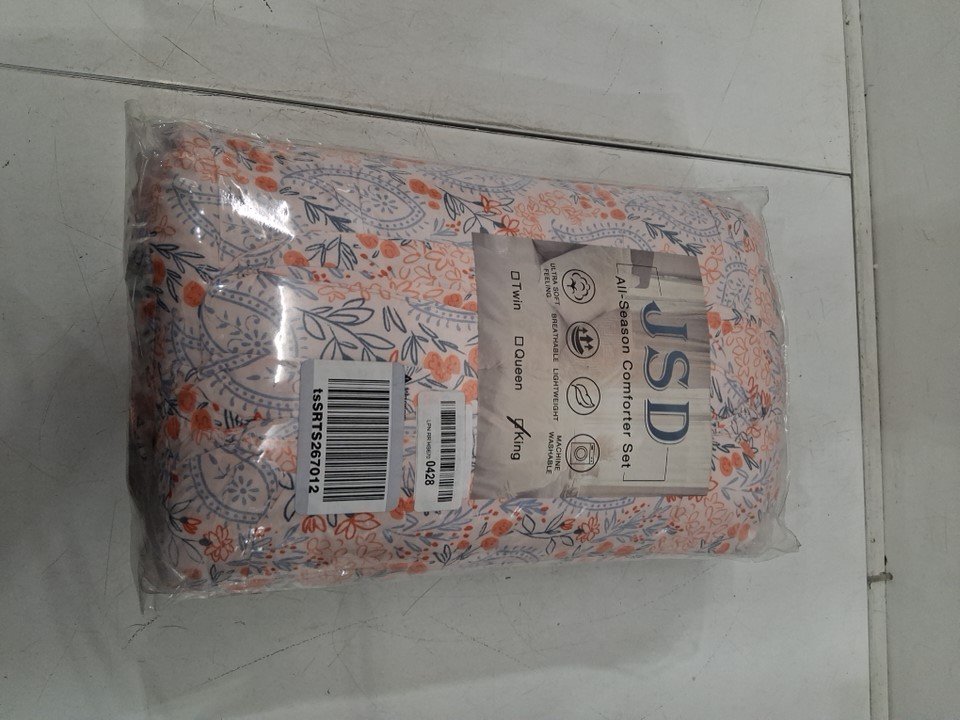 JSD
All-Season Comforter Set
ULTRA SOFT FEELING
BREATHABLE
LIGHTWEIGHT
MACHINE WASHABLE
Twin
Queen
King
0428
tsSRTS267012